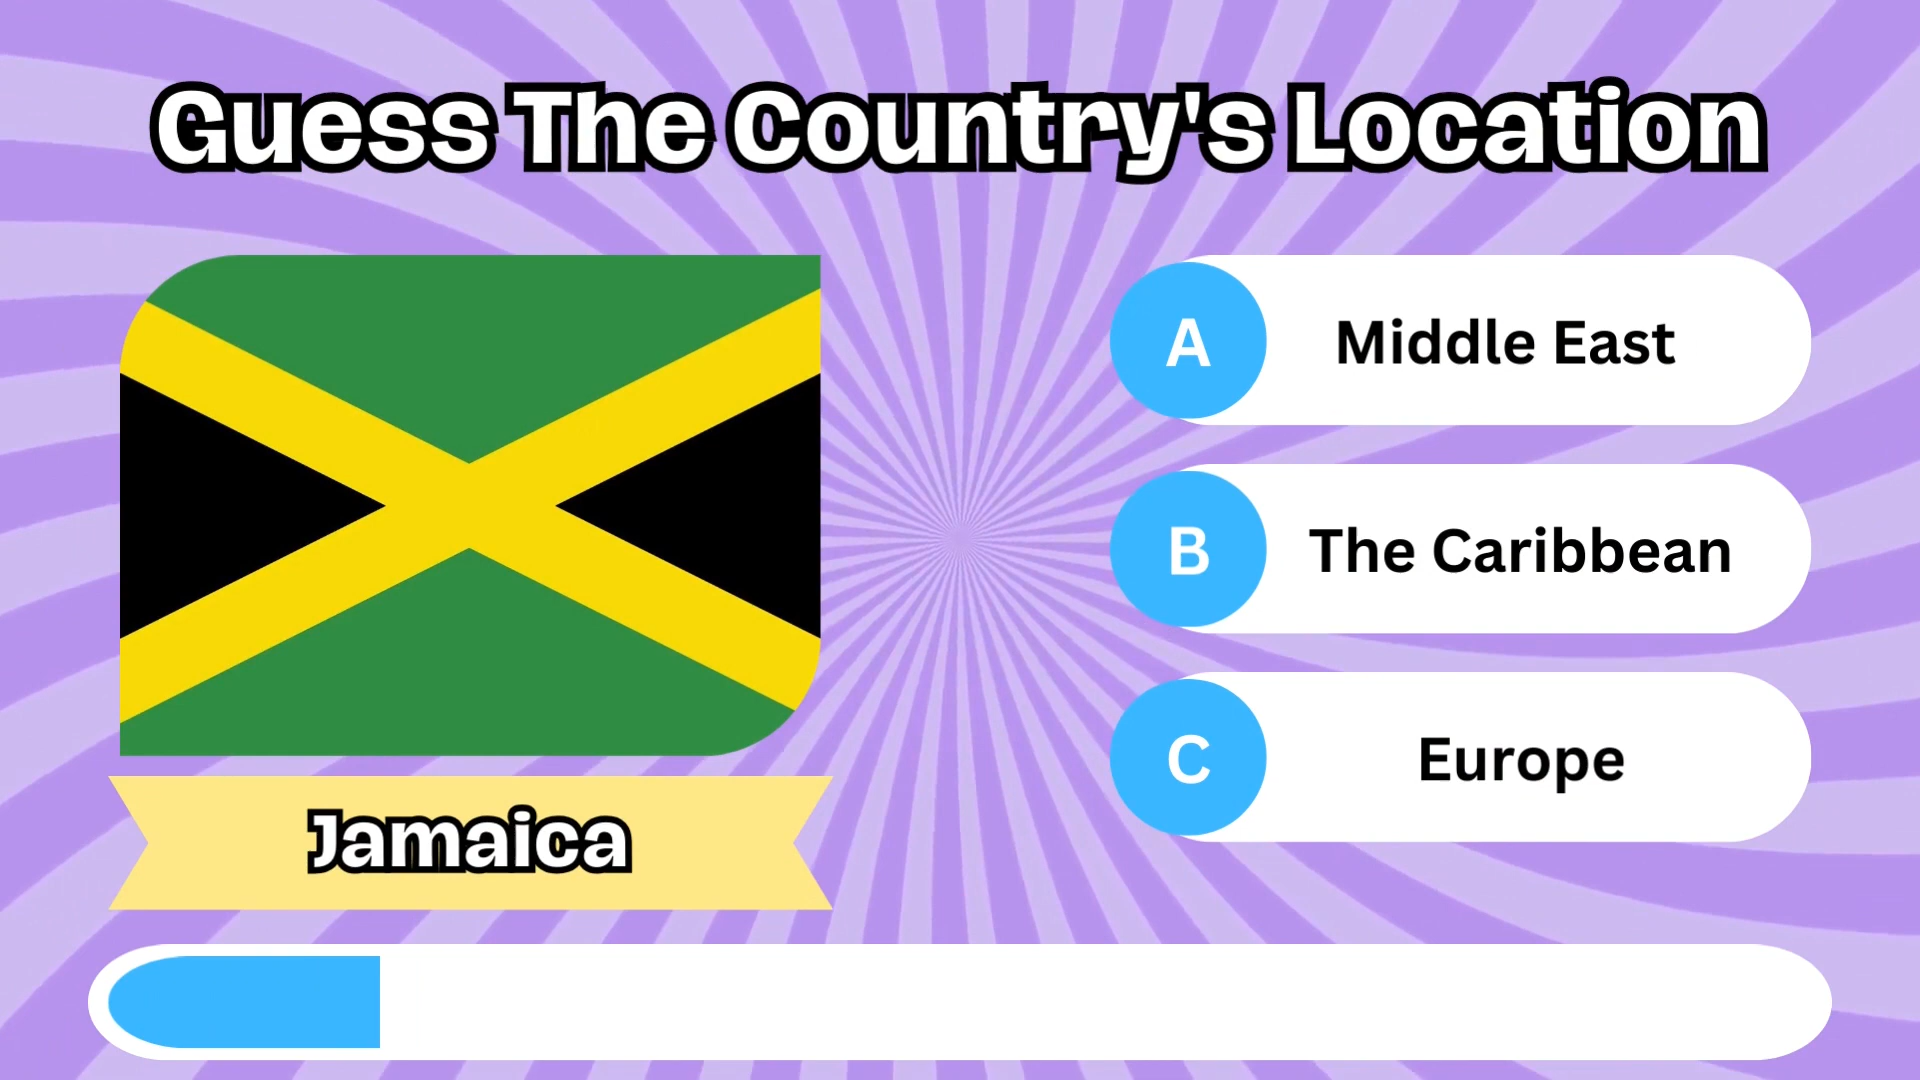 Guess The Country's Location
Jamaica
A Middle East
B The Caribbean
C Europe